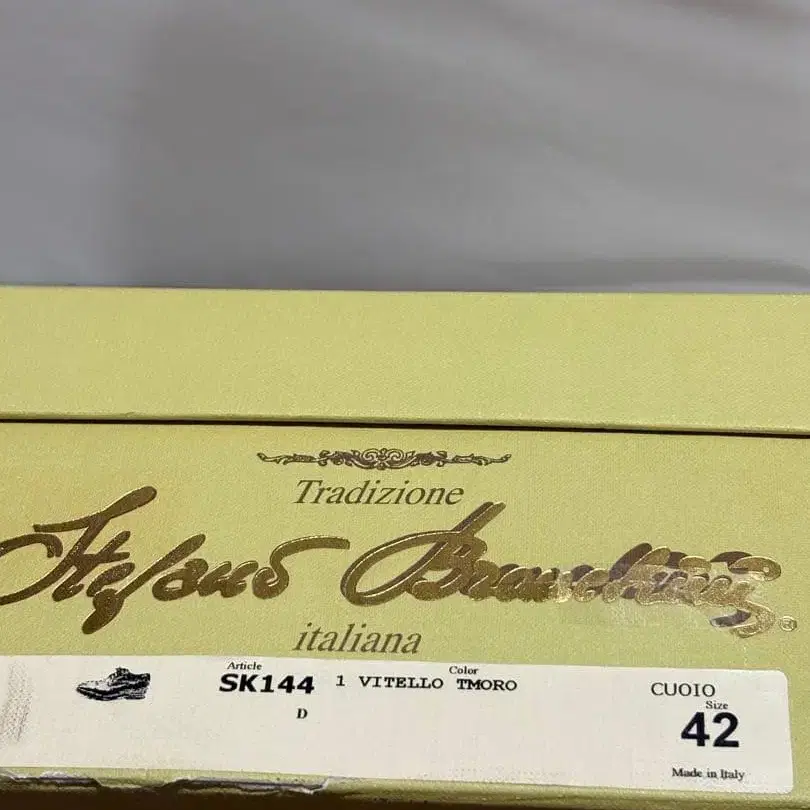 Tradizione
Stefano Branchini®
italiana
Article
SK144 1 VITELLO
Color
TMORO
D
CUOIO
Size
42
Made in Italy